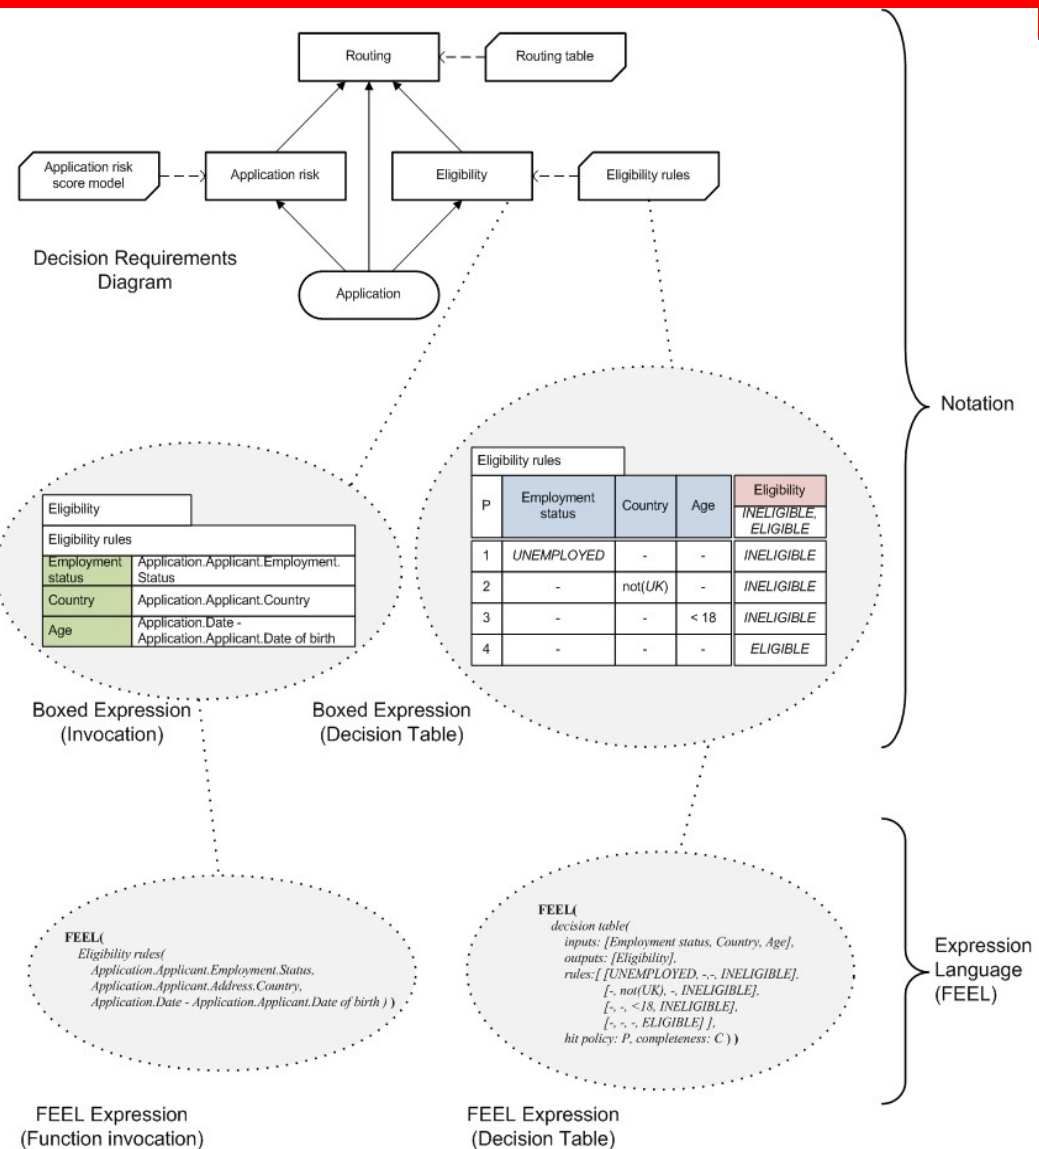 Routing
Routing table
Application risk
score model
Application risk
Eligibility
Eligibility rules
Decision Requirements
Diagram
Application
Notation
Eligibility
Eligibility rules
Employment
status
Application.Applicant.Employment.
Status
Country
Application.Applicant.Country
Age
Application.Date -
Application.Applicant.Date of birth
Boxed Expression
(Invocation)
Eligibility rules
P
Employment
status
Country
Age
Eligibility
INELIGIBLE,
ELIGIBLE
1 UNEMPLOYED - - INELIGIBLE
2 - not(UK) - INELIGIBLE
3 - - < 18 INELIGIBLE
4 - - - ELIGIBLE
Boxed Expression
(Decision Table)
FEEL(
Eligibility rules(
Application.Applicant.Employment.Status,
Application.Applicant.Address.Country,
Application.Date - Application.Applicant.Date of birth ) )
FEEL Expression
(Function invocation)
FEEL(
decision table(
inputs: [Employment status, Country, Age],
outputs: [Eligibility],
rules:[ [UNEMPLOYED, -,-, INELIGIBLE],
[-, not(UK), -, INELIGIBLE],
[-, -, <18, INELIGIBLE],
[-, -, -, ELIGIBLE] ],
hit policy: P, completeness: C ) )
FEEL Expression
(Decision Table)
Expression
Language
(FEEL)